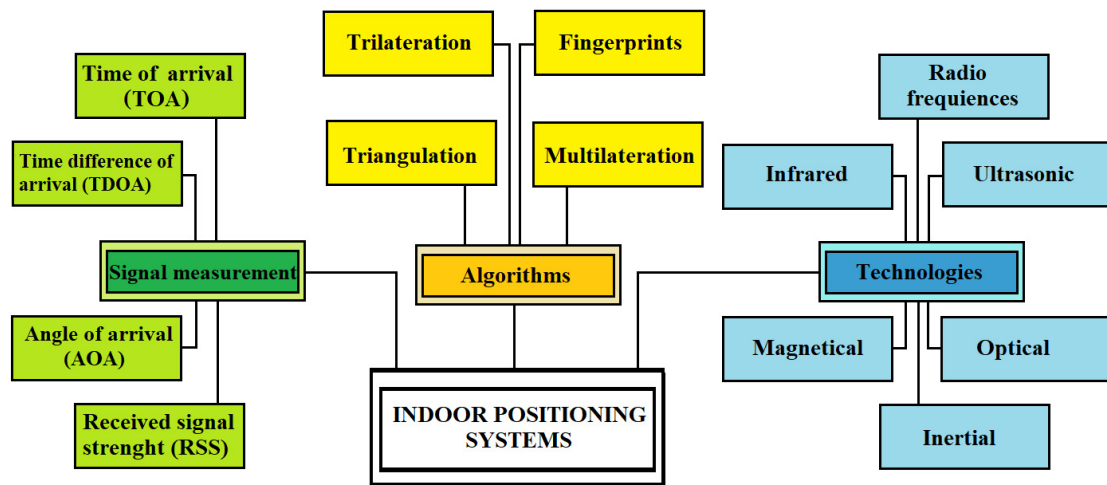 Time of arrival
(TOA)
Time difference of
arrival (TDOA)
Signal measurement
Angle of arrival
(AOA)
Received signal
strenght (RSS)
Trilateration
Fingerprints
Triangulation
Multilateration
Algorithms
INDOOR POSITIONING
SYSTEMS
Radio
frequiences
Infrared
Ultrasonic
Technologies
Magnetical
Optical
Inertial